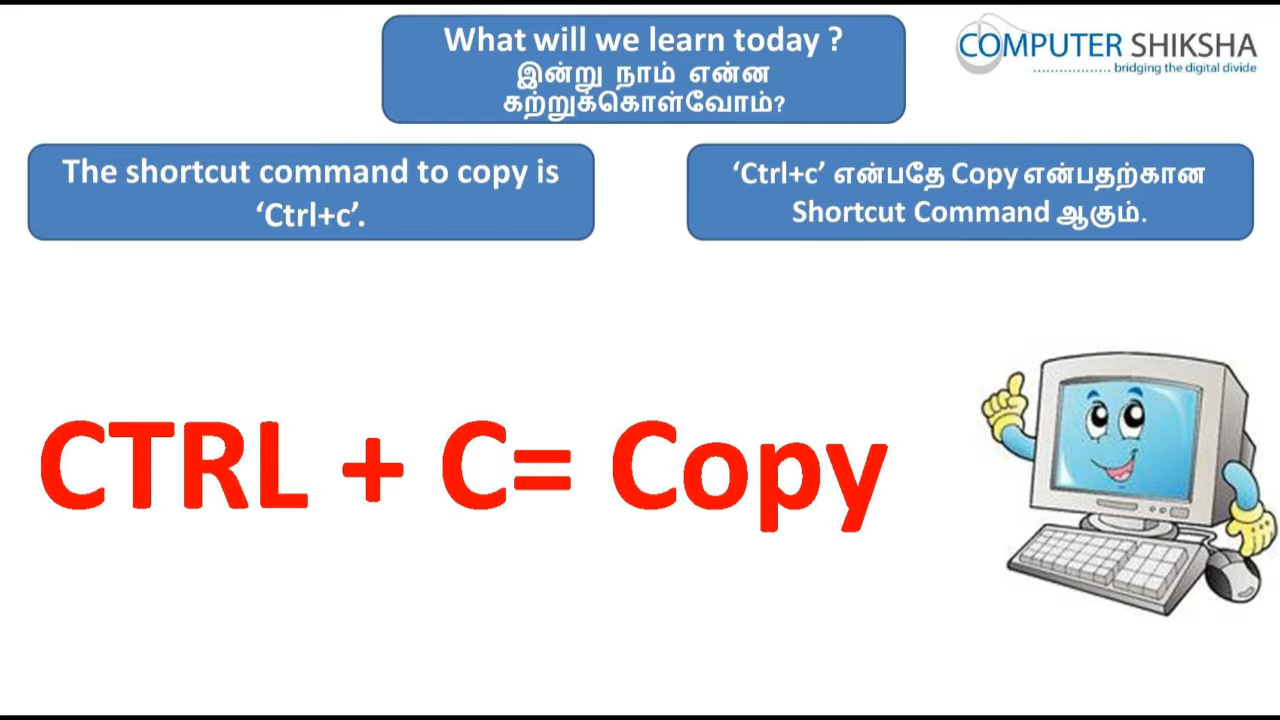 What will we learn today ?
இன்று நாம் என்ன
கற்றுக்கொள்வோம்?
COMPUTER SHIKSHA
bridging the digital divide
The shortcut command to copy is
‘Ctrl+c’.
‘Ctrl+c’ என்பதே Copy என்பதற்கான
Shortcut Command ஆகும்.
CTRL + C= Copy